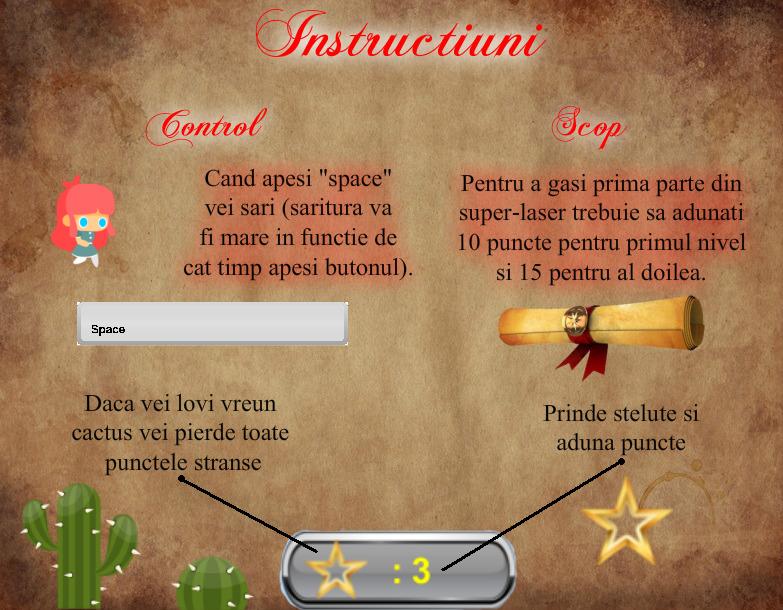 Instructiuni
Control
Cand apesi "space"
vei sari (saritura va
fi mare in functie de
cat timp apesi butonul).
Space
Daca vei lovi vreun
cactus vei pierde toate
punctele stranse
Scop
Pentru a gasi prima parte din
super-laser trebuie sa adunati
10 puncte pentru primul nivel
si 15 pentru al doilea.
Prinde stelute si
aduna puncte
: 3